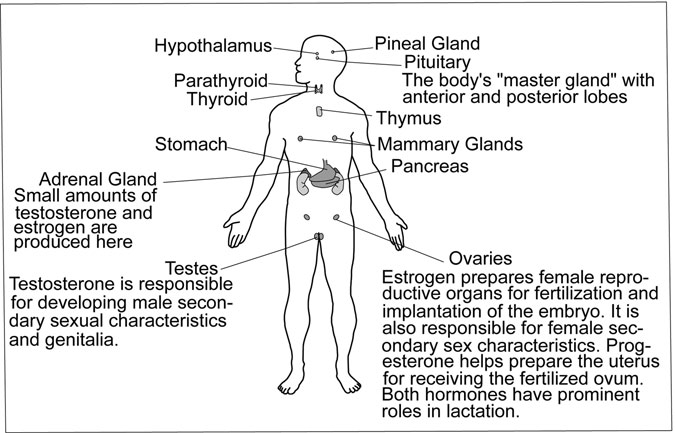 Hypothalamus
Pineal Gland
Pituitary
The body's "master gland" with
anterior and posterior lobes
Parathyroid
Thyroid
Thymus
Stomach
Mammary Glands
Pancreas
Adrenal Gland
Small amounts of
testosterone and
estrogen are
produced here
Testes
Testosterone is responsible
for developing male secon-
dary sexual characteristics
and genitalia.
Ovaries
Estrogen prepares female repro-
ductive organs for fertilization and
implantation of the embryo. It is
also responsible for female sec-
ondary sex characteristics. Prog-
esterone helps prepare the uterus
for receiving the fertilized ovum.
Both hormones have prominent
roles in lactation.